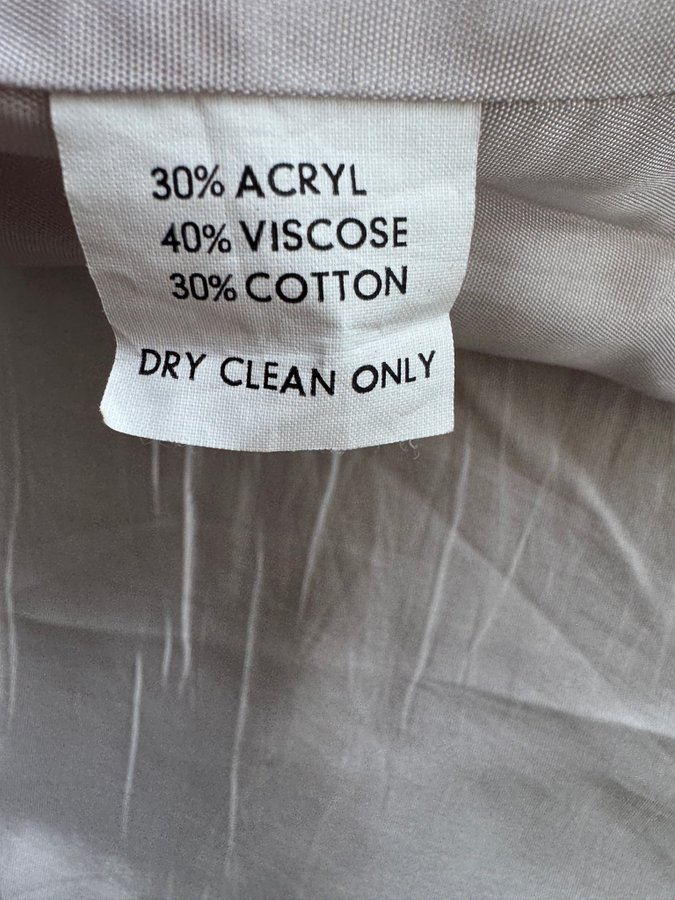 30% ACRYL
40% VISCOSE
30% COTTON
DRY CLEAN ONLY